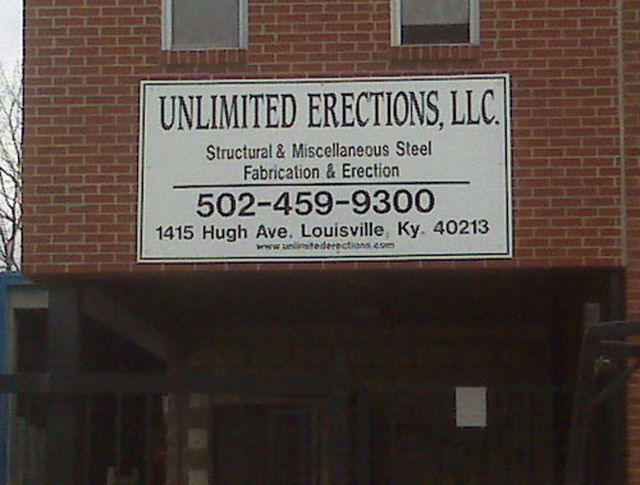 UNLIMITED ERECTIONS, LLC.
Structural & Miscellaneous Steel
Fabrication & Erection
502-459-9300
1415 Hugh Ave. Louisville, Ky. 40213
www.unlimitederections.com